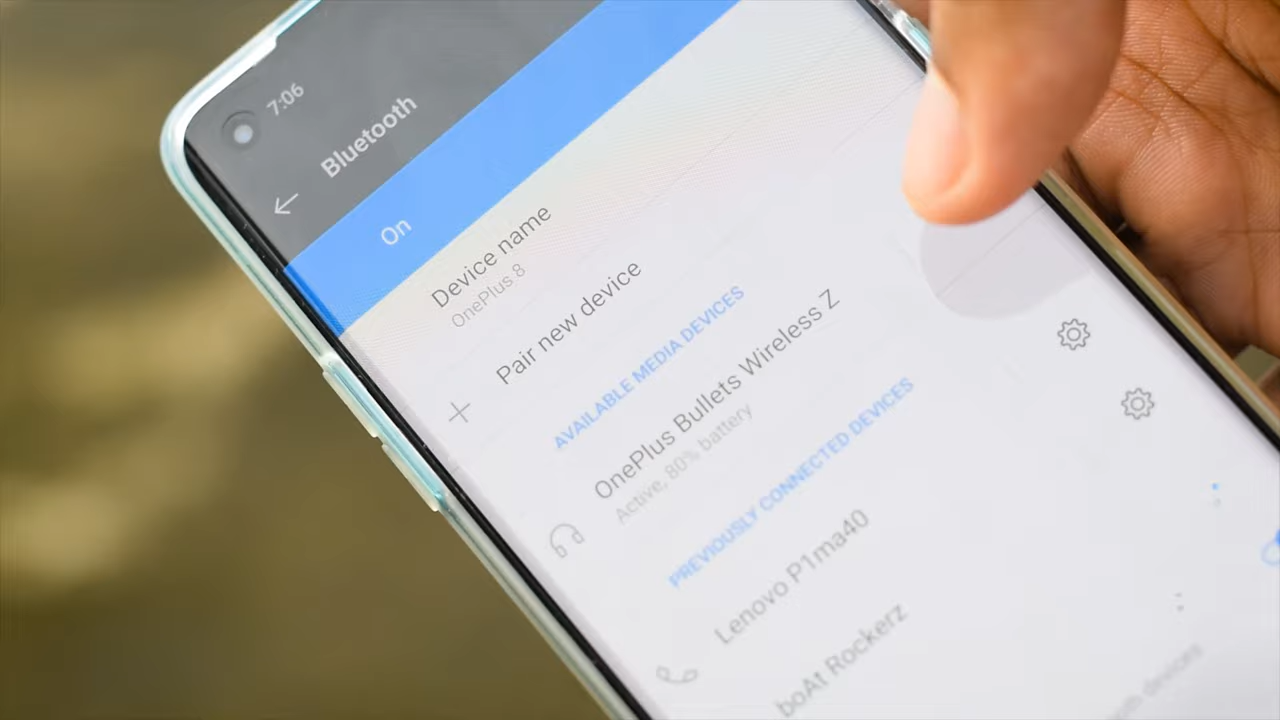 7:06
Bluetooth
On
Device name
OnePlus 8
Pair new device
AVAILABLE MEDIA DEVICES
OnePlus Bullets Wireless Z
Active, 80% battery
PREVIOUSLY CONNECTED DEVICES
Lenovo P1ma40
boAt Rockerz
devices